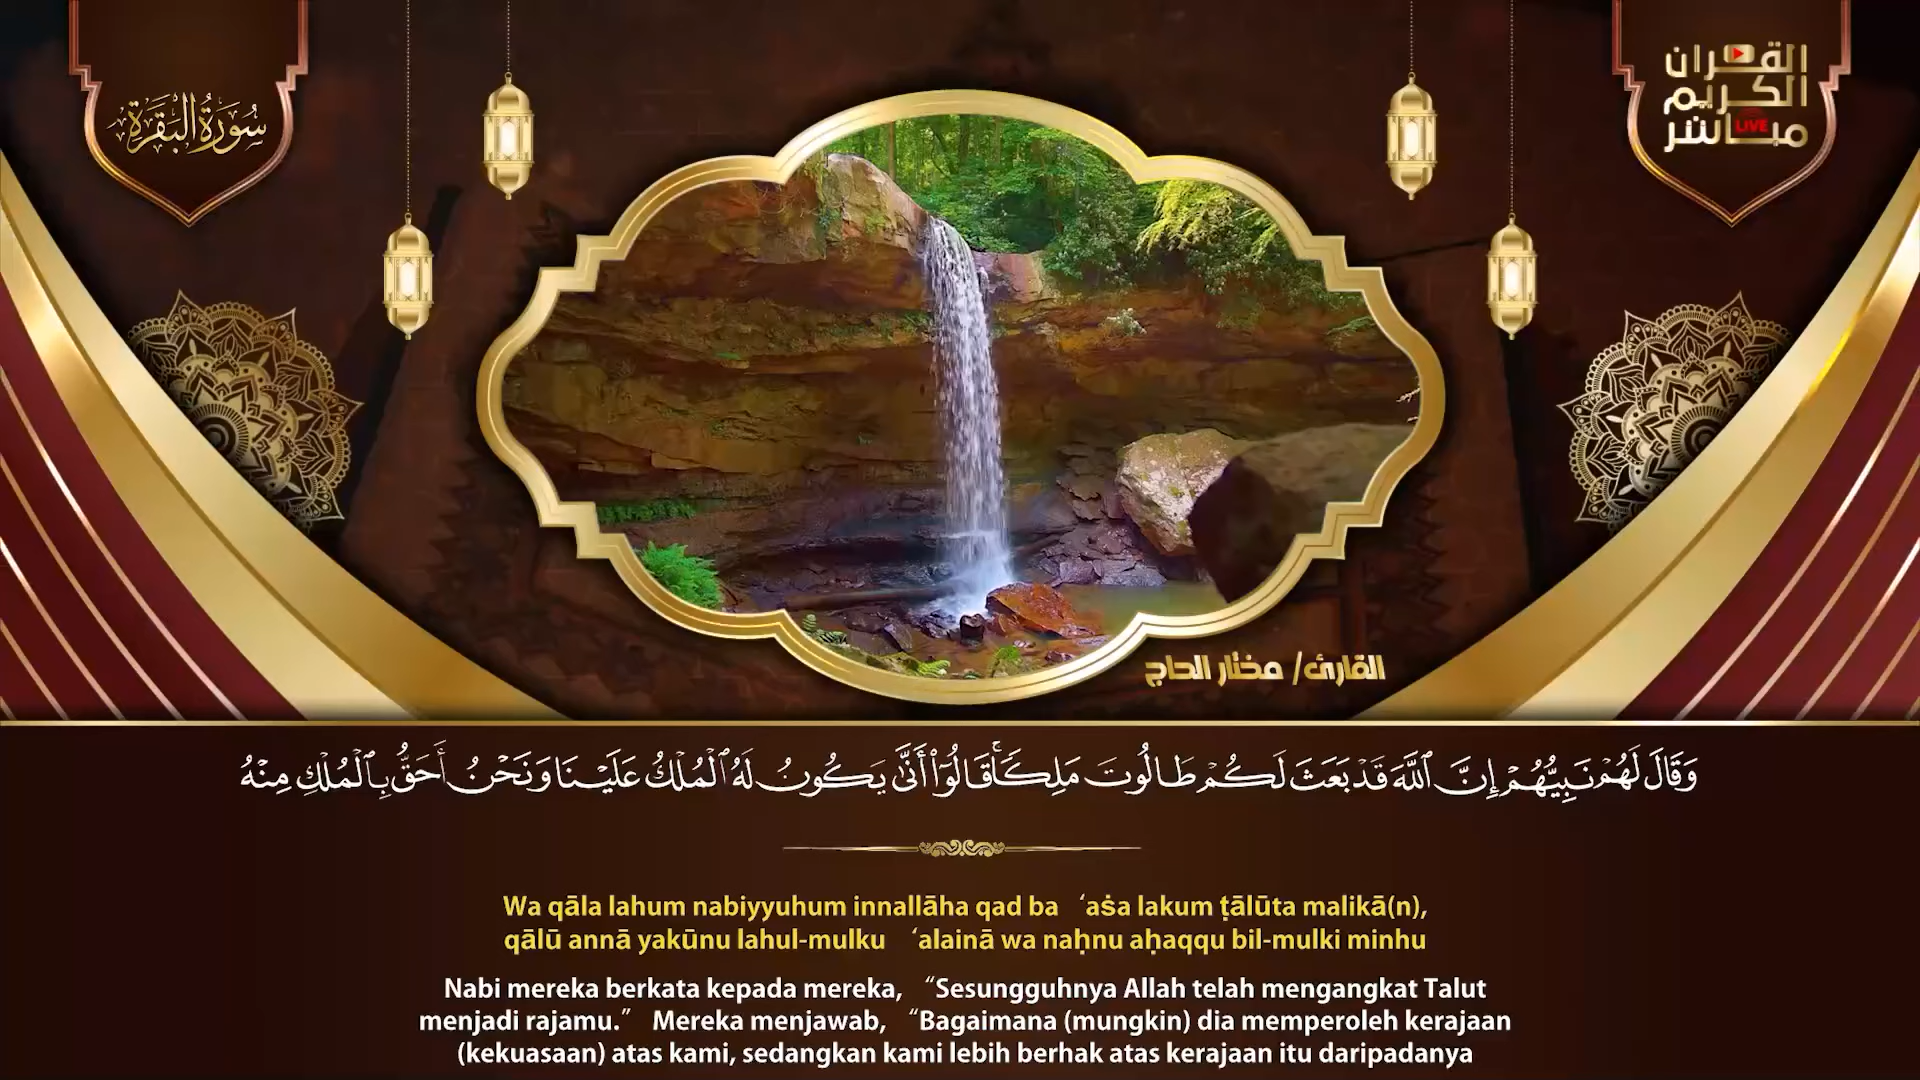 سُورَةُ البَقَرَة
القرآن
الكريم
مباشر
LIVE
القارئ/ مختار الحاج
وَقَالَ لَهُمْ نَبِيُّهُمْ إِنَّ ٱللَّهَ قَدْ بَعَثَ لَكُمْ طَالُوتَ مَلِكًۭا ۚ قَالُوٓا۟ أَنَّىٰ يَكُونُ لَهُ ٱلْمُلْكُ عَلَيْنَا وَنَحْنُ أَحَقُّ بِٱلْمُلْكِ مِنْهُ
Wa qāla lahum nabiyyuhum innallāha qad ba ‘aṡa lakum ṭālūta malikā(n),
qālū annā yakūnu lahul-mulku ‘alainā wa naḥnu aḥaqqu bil-mulki minhu
Nabi mereka berkata kepada mereka, “Sesungguhnya Allah telah mengangkat Talut
menjadi rajamu.” Mereka menjawab, “Bagaimana (mungkin) dia memperoleh kerajaan
(kekuasaan) atas kami, sedangkan kami lebih berhak atas kerajaan itu daripadanya